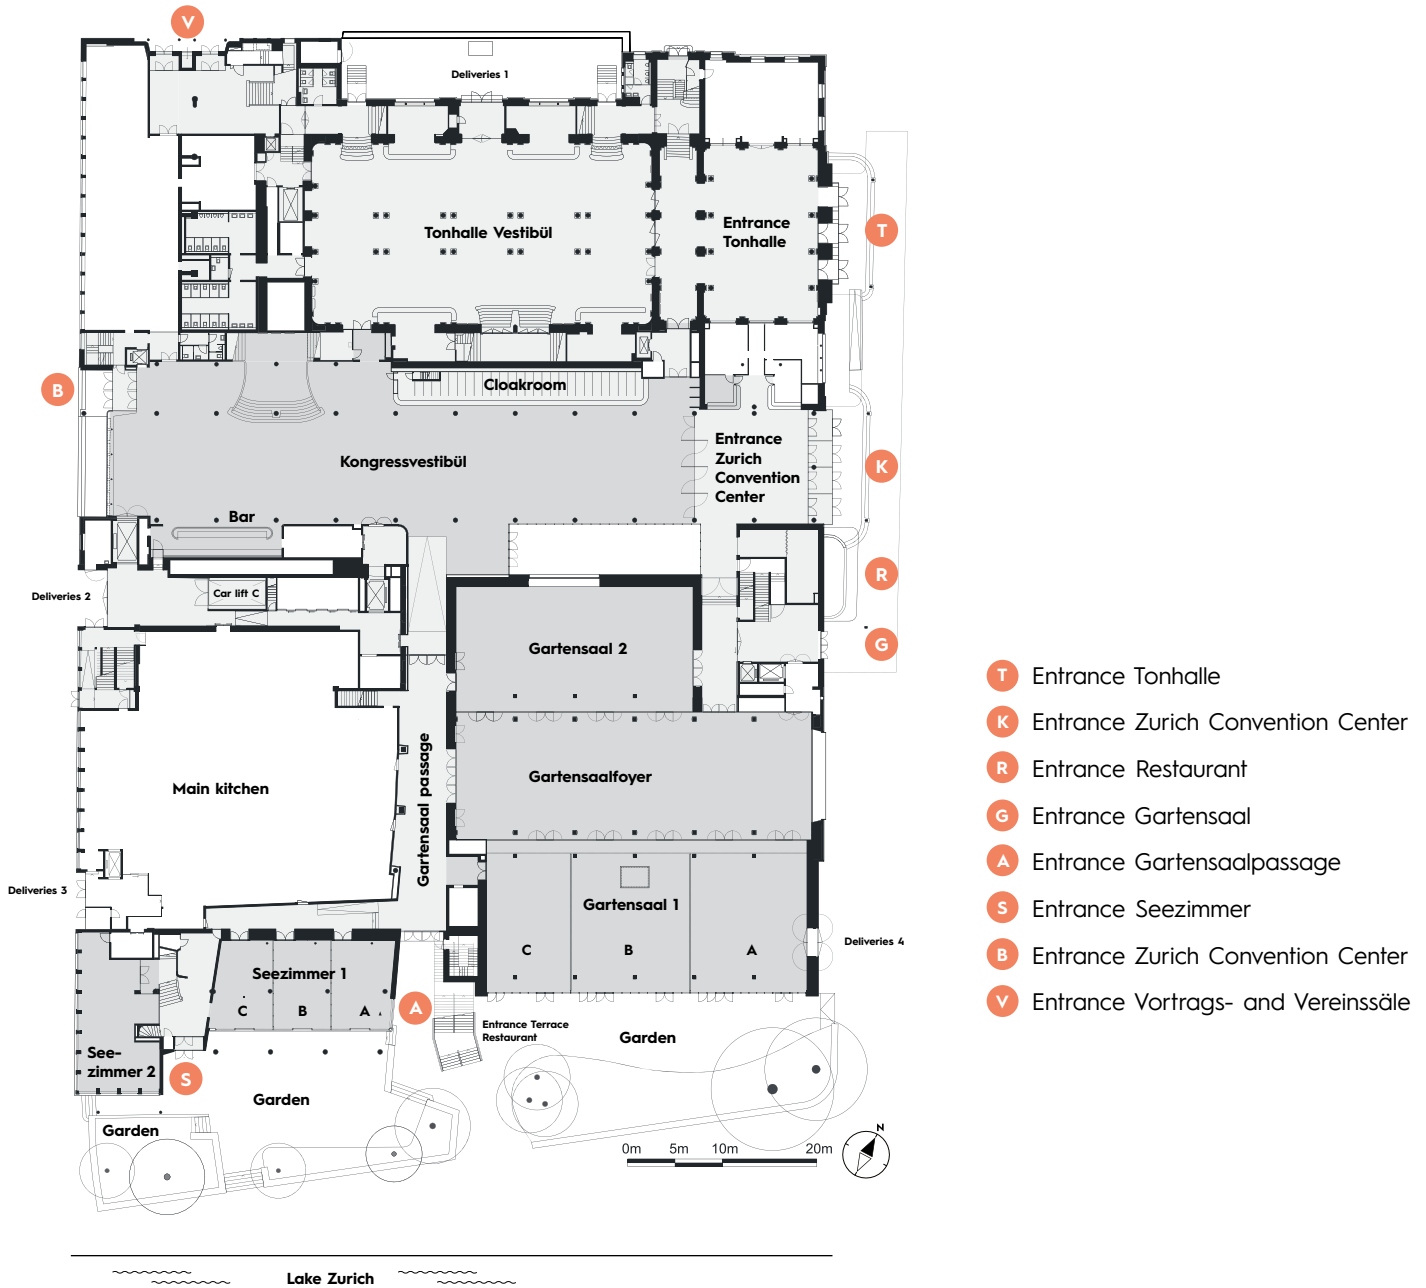 V
Deliveries 1
Tonhalle Vestibül
Entrance
Tonhalle
T
B
Cloakroom
Kongressvestibül
Entrance
Zurich
Convention
Center
K
Bar
R
Deliveries 2
Car lift C
Gartensaal 2
G
Gartensaal passage
Gartensaalfoyer
Main kitchen
Deliveries 3
Gartensaal 1
C
B
A
Deliveries 4
Seezimmer 1
C
B
A
A
Entrance Terrace
Restaurant
Garden
See-
zimmer 2
S
Garden
Garden
N
0m
5m
10m
20m
Lake Zurich
T Entrance Tonhalle
K Entrance Zurich Convention Center
R Entrance Restaurant
G Entrance Gartensaal
A Entrance Gartensaalpassage
S Entrance Seezimmer
B Entrance Zurich Convention Center
V Entrance Vortrags- and Vereinssäle